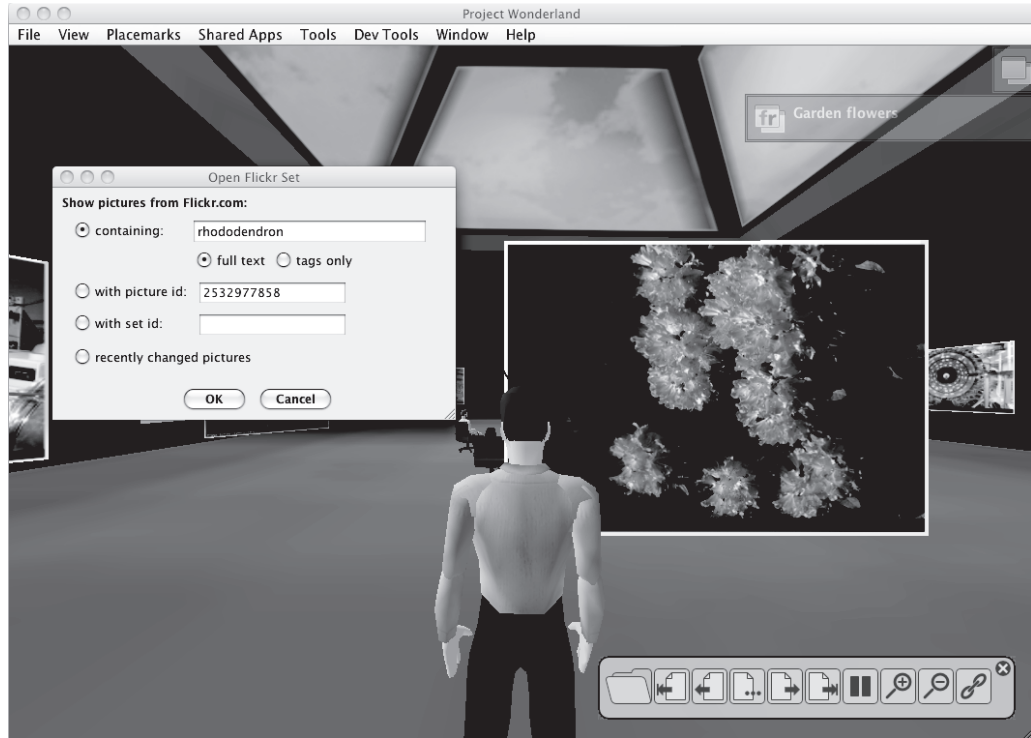 Project Wonderland
File View Placemarks Shared Apps Tools Dev Tools Window Help
fr Garden flowers
Open Flickr Set
Show pictures from Flickr.com:
containing: rhododendron
full text tags only
with picture id: 2532977858
with set id:
recently changed pictures
OK Cancel